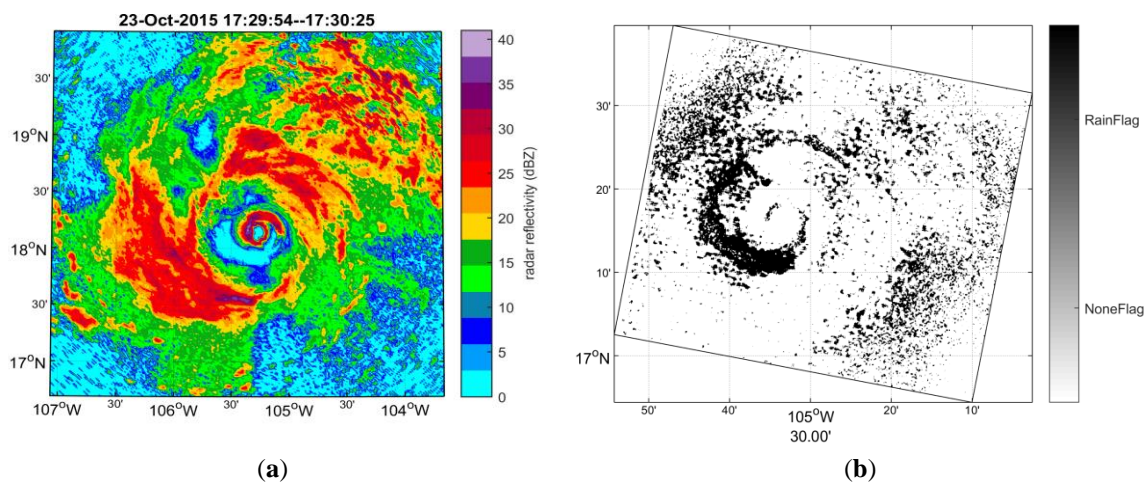 23-Oct-2015 17:29:54--17:30:25
30'
19°N
30'
18°N
30'
17°N
107°W 30' 106°W 30' 105°W 30' 104°W
40
35
30
25
20
15
10
5
0
radar reflectivity (dBZ)
(a)
30'
20'
10'
17°N
50' 40' 105°W 20' 10'
30.00'
RainFlag
NoneFlag
(b)